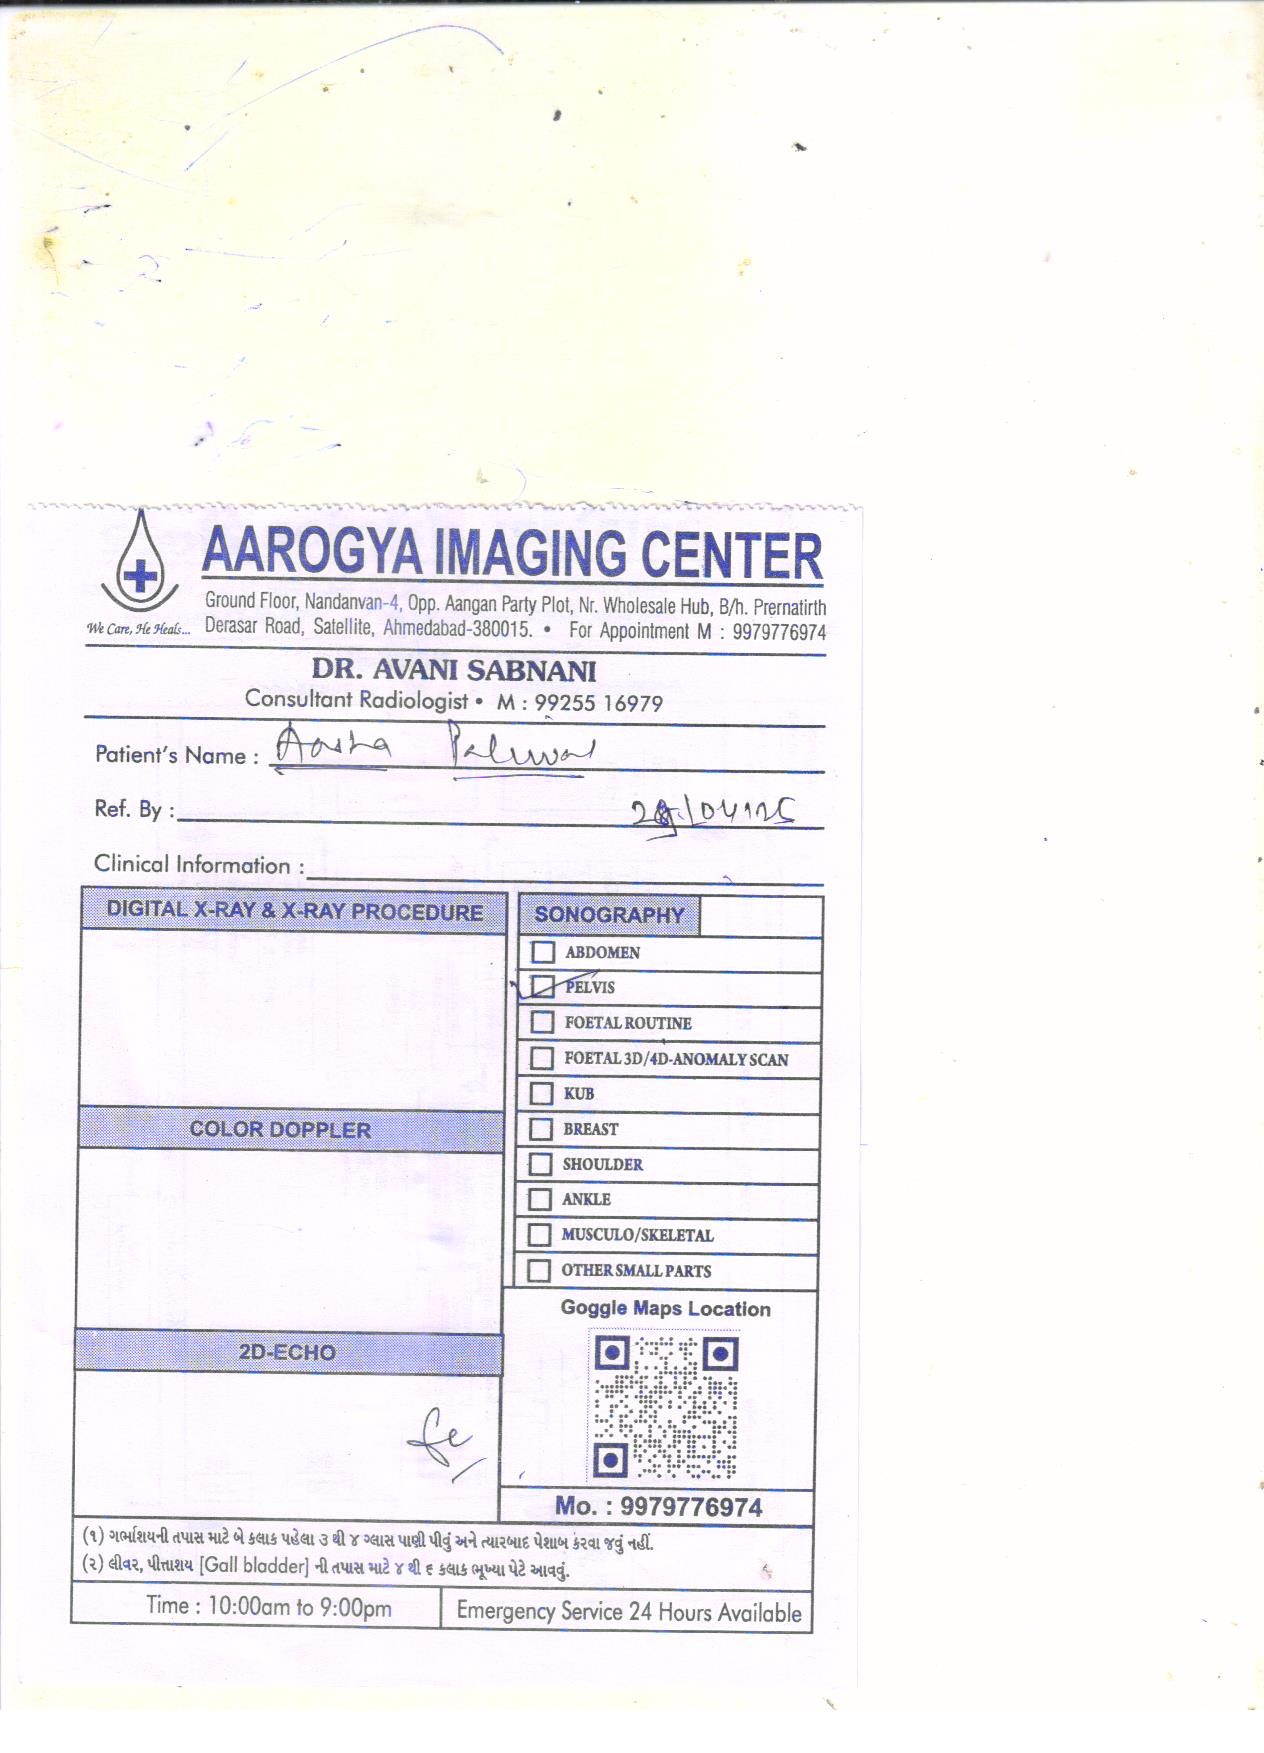 AAROGYA IMAGING CENTER
Ground Floor, Nandanvan-4, Opp. Aangan Party Plot, Nr. Wholesale Hub, B/h. Prernatirth
We Care, He Heals... Derasar Road, Satellite, Ahmedabad-380015. • For Appointment M : 9979776974
DR. AVANI SABNANI
Consultant Radiologist • M : 99255 16979
Patient's Name : Aasha Paliwal
Ref. By :
Clinical Information :
DIGITAL X-RAY & X-RAY PROCEDURE
COLOR DOPPLER
2D-ECHO
SONOGRAPHY
ABDOMEN
PELVIS
FOETAL ROUTINE
FOETAL 3D/4D-ANOMALY SCAN
KUB
BREAST
SHOULDER
ANKLE
MUSCULO/SKELETAL
OTHER SMALL PARTS
Goggle Maps Location
Mo. : 9979776974
(૧) ગર્ભાશયની તપાસ માટે બે કલાક પહેલા ૩ થી ૪ ગ્લાસ પાણી પીવું અને ત્યારબાદ પેશાબ કરવા જવું નહીં.
(૨) લીવર, પીત્તાશય [Gall bladder] ની તપાસ માટે ૪ થી ૬ કલાક ભૂખ્યા પેટે આવવું.
Time : 10:00am to 9:00pm
Emergency Service 24 Hours Available